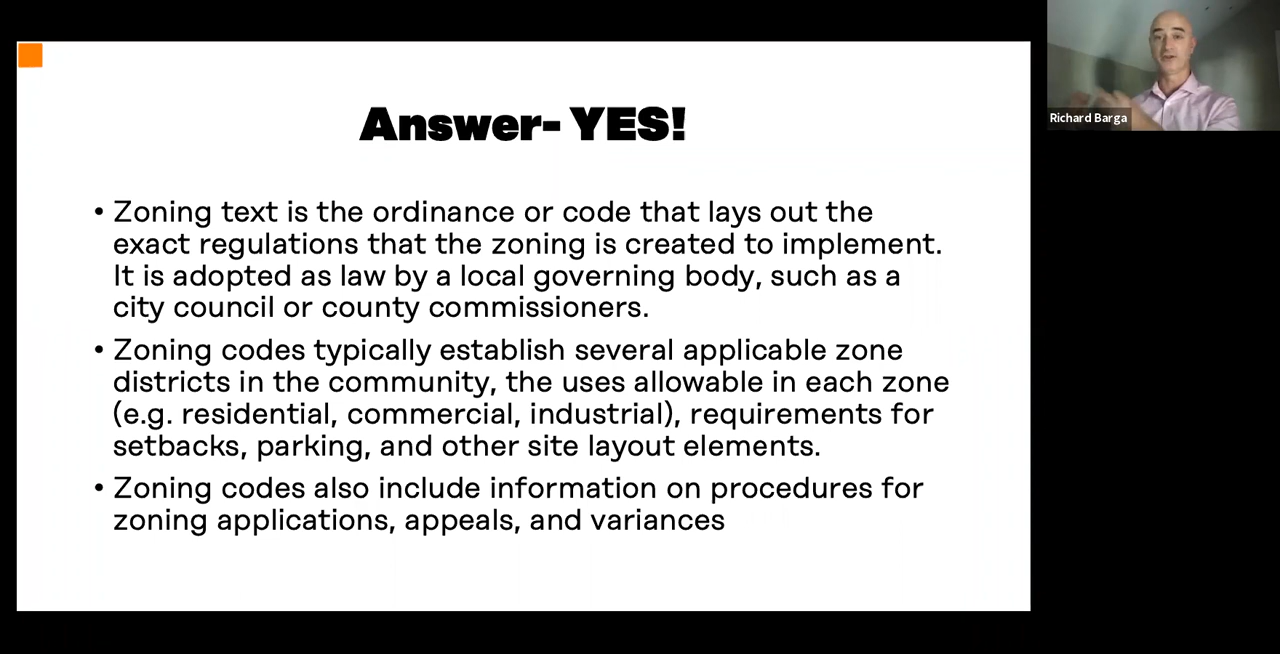 Answer- YES!
• Zoning text is the ordinance or code that lays out the
exact regulations that the zoning is created to implement.
It is adopted as law by a local governing body, such as a
city council or county commissioners.
• Zoning codes typically establish several applicable zone
districts in the community, the uses allowable in each zone
(e.g. residential, commercial, industrial), requirements for
setbacks, parking, and other site layout elements.
• Zoning codes also include information on procedures for
zoning applications, appeals, and variances
Richard Barga